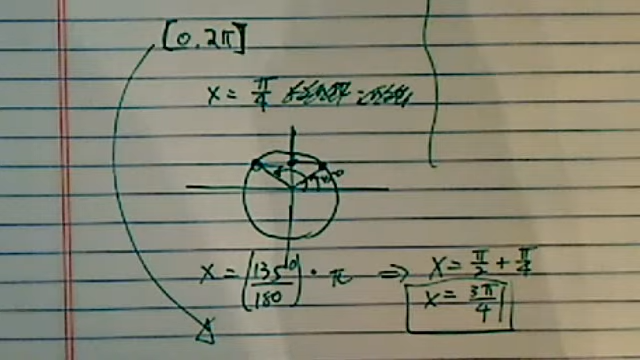 [0, 2π]
x = π/4
x = (135°/180) · π ⇒ x = π/2 + π/4
x = 3π/4